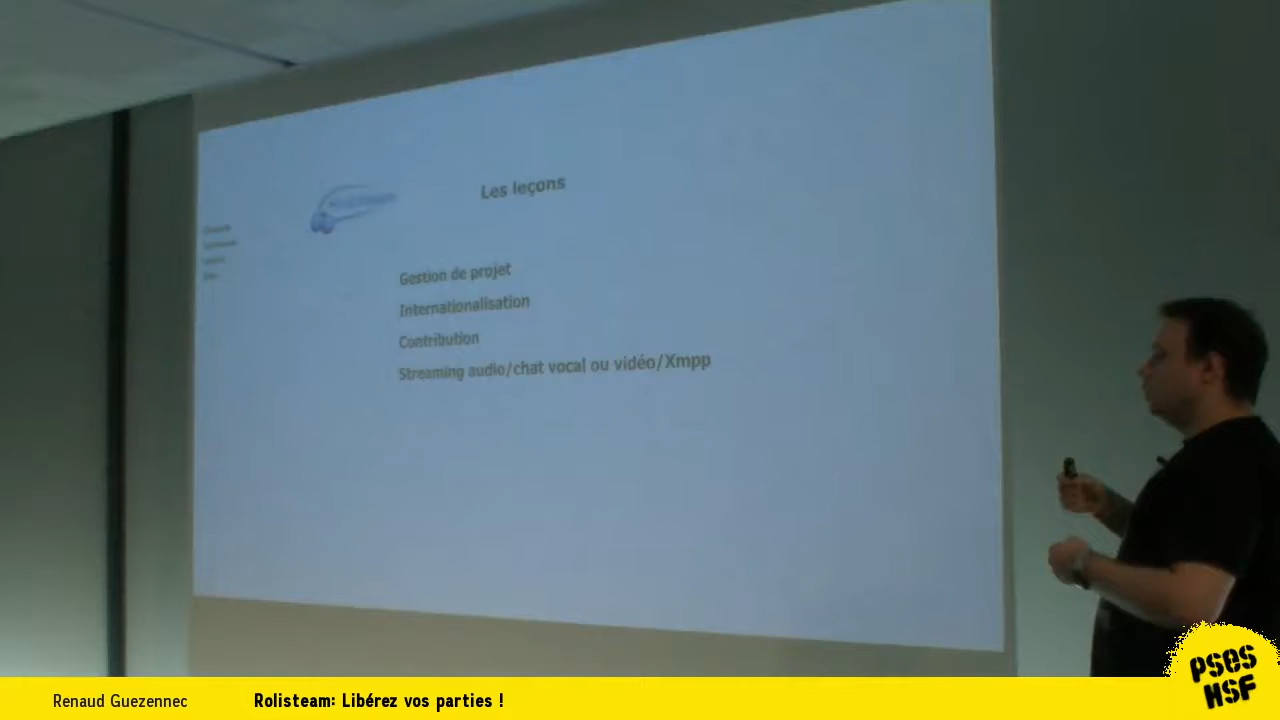 Les leçons
Gestion de projet
Internationalisation
Contribution
Streaming audio/chat vocal ou vidéo/Xmpp
Renaud Guezennec
Rolisteam: Libérez vos parties !
PSES
HSF